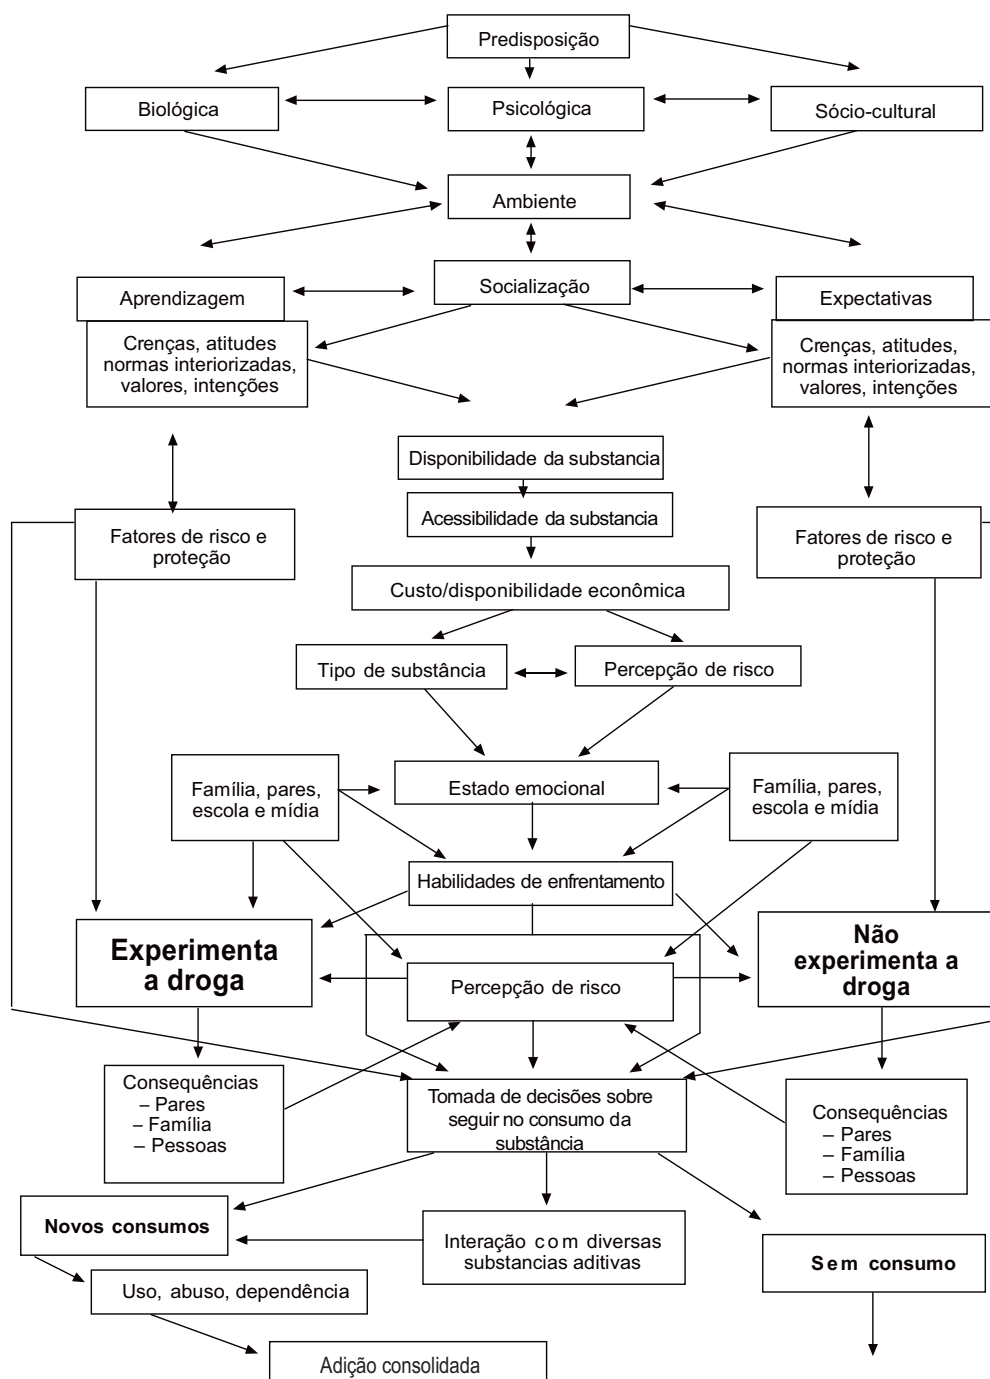 Predisposição
Biológica
Psicológica
Sócio-cultural
Ambiente
Aprendizagem
Socialização
Expectativas
Crenças, atitudes
normas interiorizadas,
valores, intenções
Crenças, atitudes,
normas interiorizadas,
valores, intenções
Disponibilidade da substancia
Acessibilidade da substancia
Fatores de risco e
proteção
Fatores de risco e
proteção
Custo/disponibilidade econômica
Tipo de substância
Percepção de risco
Família, pares,
escola e mídia
Estado emocional
Família, pares,
escola e mídia
Habilidades de enfrentamento
Experimenta
a droga
Percepção de risco
Não
experimenta a
droga
Consequências
– Pares
– Família
– Pessoas
Tomada de decisões sobre
seguir no consumo da
substância
Consequências
– Pares
– Família
– Pessoas
Novos consumos
Interação com diversas
substancias aditivas
Sem consumo
Uso, abuso, dependência
Adição consolidada